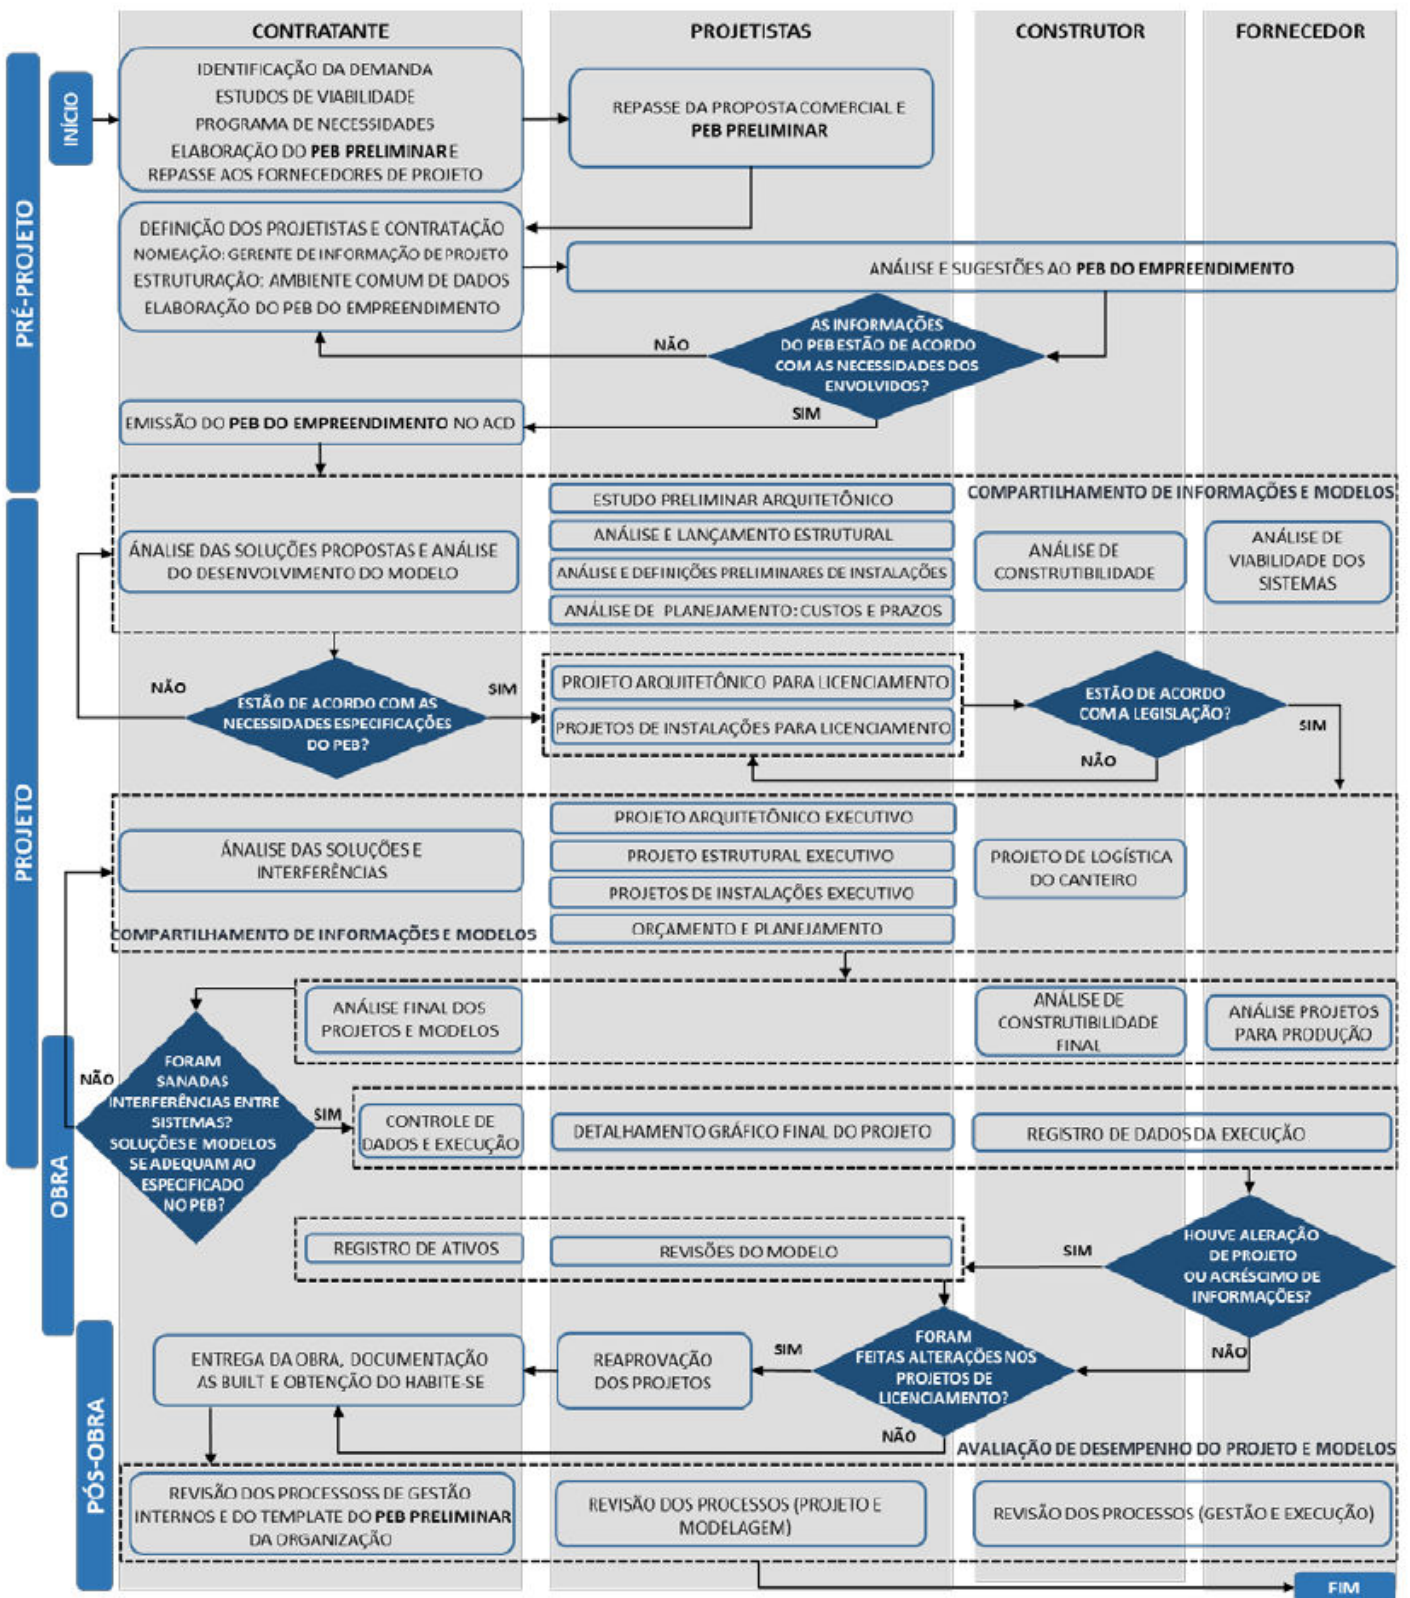 CONTRATANTE
PROJETISTAS
CONSTRUTOR
FORNECEDOR
PRÉ-PROJETO
INÍCIO
IDENTIFICAÇÃO DA DEMANDA
ESTUDOS DE VIABILIDADE
PROGRAMA DE NECESSIDADES
ELABORAÇÃO DO PEB PRELIMINAR E
REPASSE AOS FORNECEDORES DE PROJETO
REPASSE DA PROPOSTA COMERCIAL E
PEB PRELIMINAR
DEFINIÇÃO DOS PROJETISTAS E CONTRATAÇÃO
NOMEAÇÃO: GERENTE DE INFORMAÇÃO DE PROJETO
ESTRUTURAÇÃO: AMBIENTE COMUM DE DADOS
ELABORAÇÃO DO PEB DO EMPREENDIMENTO
ANÁLISE E SUGESTÕES AO PEB DO EMPREENDIMENTO
AS INFORMAÇÕES
DO PEB ESTÃO DE ACORDO
COM AS NECESSIDADES DOS
ENVOLVIDOS?
NÃO
SIM
EMISSÃO DO PEB DO EMPREENDIMENTO NO ACD
PROJETO
COMPARTILHAMENTO DE INFORMAÇÕES E MODELOS
ÁNALISE DAS SOLUÇÕES PROPOSTAS E ANÁLISE
DO DESENVOLVIMENTO DO MODELO
ESTUDO PRELIMINAR ARQUITETÔNICO
ANÁLISE E LANÇAMENTO ESTRUTURAL
ANÁLISE E DEFINIÇÕES PRELIMINARES DE INSTALAÇÕES
ANÁLISE DE PLANEJAMENTO: CUSTOS E PRAZOS
ANÁLISE DE
CONSTRUTIBILIDADE
ANÁLISE DE
VIABILIDADE DOS
SISTEMAS
NÃO
ESTÃO DE ACORDO COM AS
NECESSIDADES ESPECIFICAÇÕES
DO PEB?
SIM
PROJETO ARQUITETÔNICO PARA LICENCIAMENTO
PROJETOS DE INSTALAÇÕES PARA LICENCIAMENTO
ESTÃO DE ACORDO
COM A LEGISLAÇÃO?
SIM
NÃO
ÁNALISE DAS SOLUÇÕES E
INTERFERÊNCIAS
PROJETO ARQUITETÔNICO EXECUTIVO
PROJETO ESTRUTURAL EXECUTIVO
PROJETOS DE INSTALAÇÕES EXECUTIVO
ORÇAMENTO E PLANEJAMENTO
PROJETO DE LOGÍSTICA
DO CANTEIRO
COMPARTILHAMENTO DE INFORMAÇÕES E MODELOS
ANÁLISE FINAL DOS
PROJETOS E MODELOS
ANÁLISE DE
CONSTRUTIBILIDADE
FINAL
ANÁLISE PROJETOS
PARA PRODUÇÃO
OBRA
NÃO
FORAM
SANADAS
INTERFERÊNCIAS ENTRE
SISTEMAS?
SOLUÇÕES E MODELOS
SE ADEQUAM AO
ESPECIFICADO
NO PEB?
SIM
CONTROLE DE
DADOS E EXECUÇÃO
DETALHAMENTO GRÁFICO FINAL DO PROJETO
REGISTRO DE DADOS DA EXECUÇÃO
REGISTRO DE ATIVOS
REVISÕES DO MODELO
SIM
HOUVE ALERAÇÃO
DE PROJETO
OU ACRÉSCIMO DE
INFORMAÇÕES?
NÃO
PÓS-OBRA
ENTREGA DA OBRA, DOCUMENTAÇÃO
AS BUILT E OBTENÇÃO DO HABITE-SE
REAPROVAÇÃO
DOS PROJETOS
SIM
FORAM
FEITAS ALTERAÇÕES NOS
PROJETOS DE
LICENCIAMENTO?
NÃO
AVALIAÇÃO DE DESEMPENHO DO PROJETO E MODELOS
REVISÃO DOS PROCESSOSS DE GESTÃO
INTERNOS E DO TEMPLATE DO PEB PRELIMINAR
DA ORGANIZAÇÃO
REVISÃO DOS PROCESSOS (PROJETO E
MODELAGEM)
REVISÃO DOS PROCESSOS (GESTÃO E EXECUÇÃO)
FIM